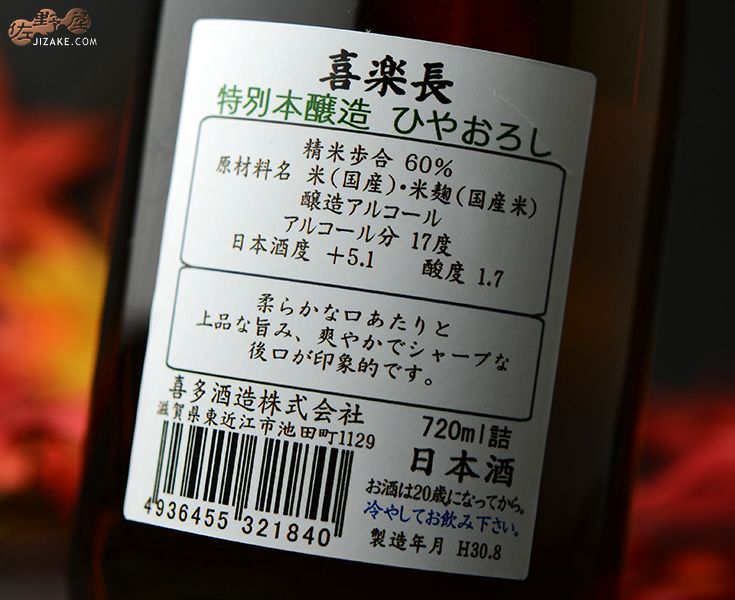 佐野屋
JIZAKE.COM
喜楽長
特別本醸造 ひやおろし
精米歩合 60%
原材料名 米(国産)・米麹(国産米)
醸造アルコール
アルコール分 17度
日本酒度 +5.1 酸度 1.7
柔らかな口あたりと
上品な旨み、爽やかでシャープな
後口が印象的です。
喜多酒造株式会社
滋賀県東近江市池田町1129
720ml詰
日本酒
お酒は20歳になってから。
冷やしてお飲み下さい。
製造年月 H30.8
4936455 321840